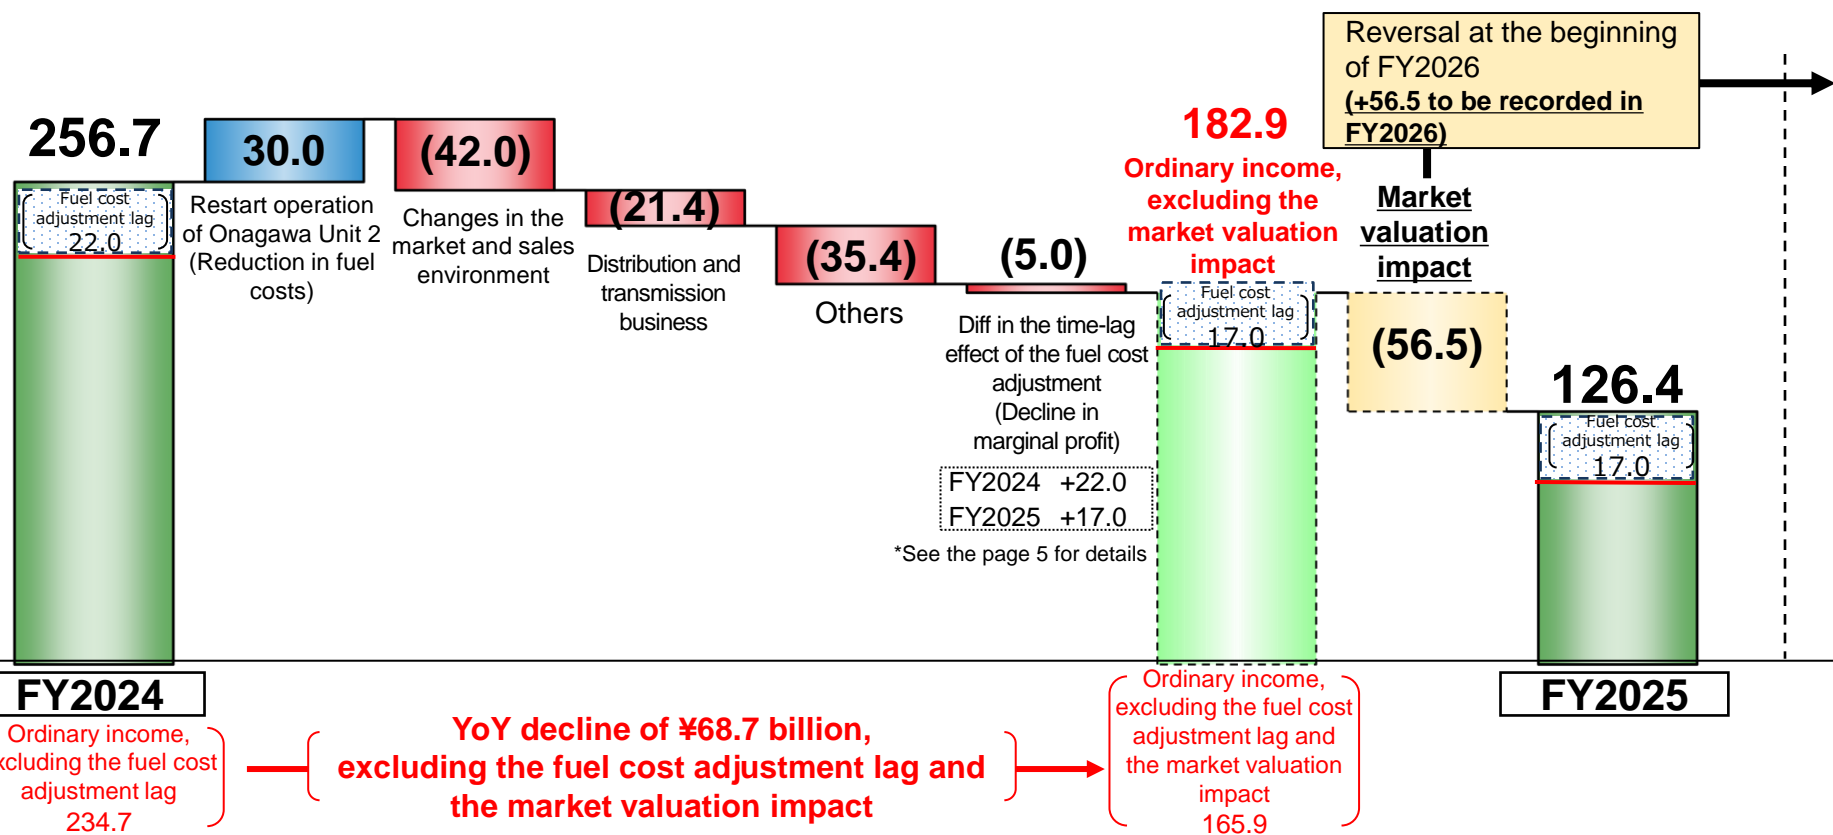 Reversal at the beginning
of FY2026
(+56.5 to be recorded in
FY2026)
256.7
Fuel cost
adjustment lag
22.0
30.0
Restart operation
of Onagawa Unit 2
(Reduction in fuel
costs)
(42.0)
Changes in the
market and sales
environment
(21.4)
Distribution and
transmission
business
(35.4)
Others
(5.0)
Diff in the time-lag
effect of the fuel cost
adjustment
(Decline in
marginal profit)
FY2024 +22.0
FY2025 +17.0
*See the page 5 for details
182.9
Ordinary income,
excluding the
market valuation
impact
Fuel cost
adjustment lag
17.0
Market
valuation
impact
(56.5)
126.4
Fuel cost
adjustment lag
17.0
FY2024
FY2025
Ordinary income,
xcluding the fuel cost
adjustment lag
234.7
YoY decline of ¥68.7 billion,
excluding the fuel cost adjustment lag and
the market valuation impact
Ordinary income,
excluding the fuel cost
adjustment lag and
the market valuation
impact
165.9